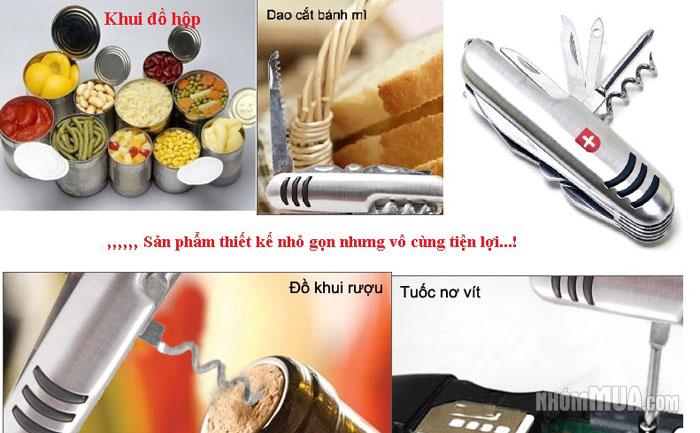 Khui đồ hộp
Dao cắt bánh mì
,,,,,, Sản phẩm thiết kế nhỏ gọn nhưng vô cùng tiện lợi...!
Đồ khui rượu
Tuốc nơ vít
NHÓMMUA.com